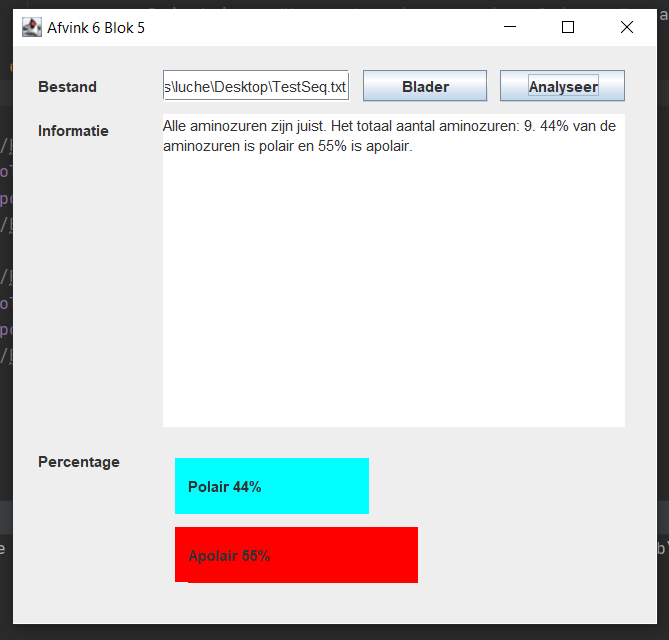 Afvink 6 Blok 5
Bestand s\luche\Desktop\TestSeq.txt Blader Analyseer
Informatie
Alle aminozuren zijn juist. Het totaal aantal aminozuren: 9. 44% van de
aminozuren is polair en 55% is apolair.
Percentage
Polair 44%
Apolair 55%